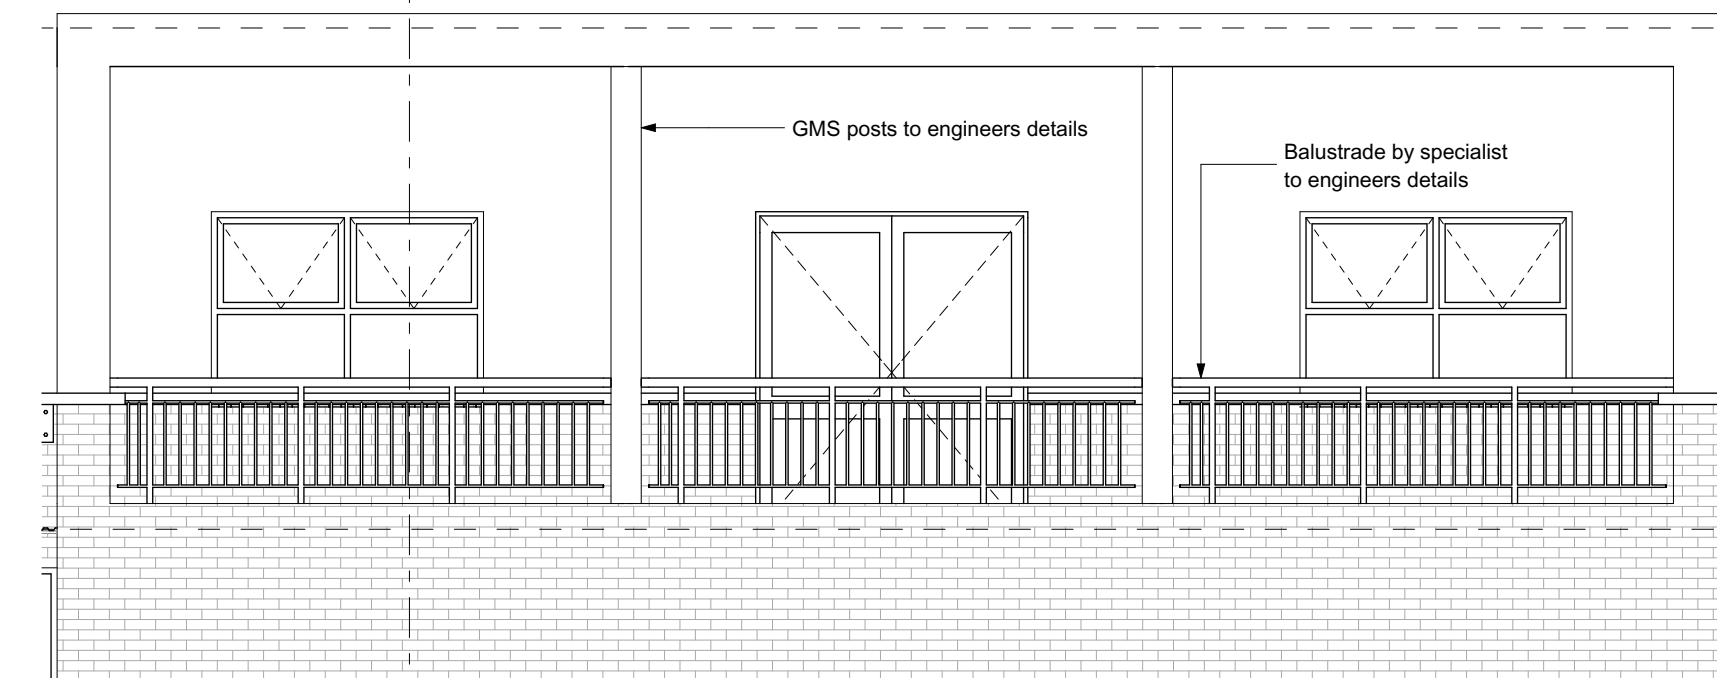 GMS posts to engineers details
Balustrade by specialist
to engineers details